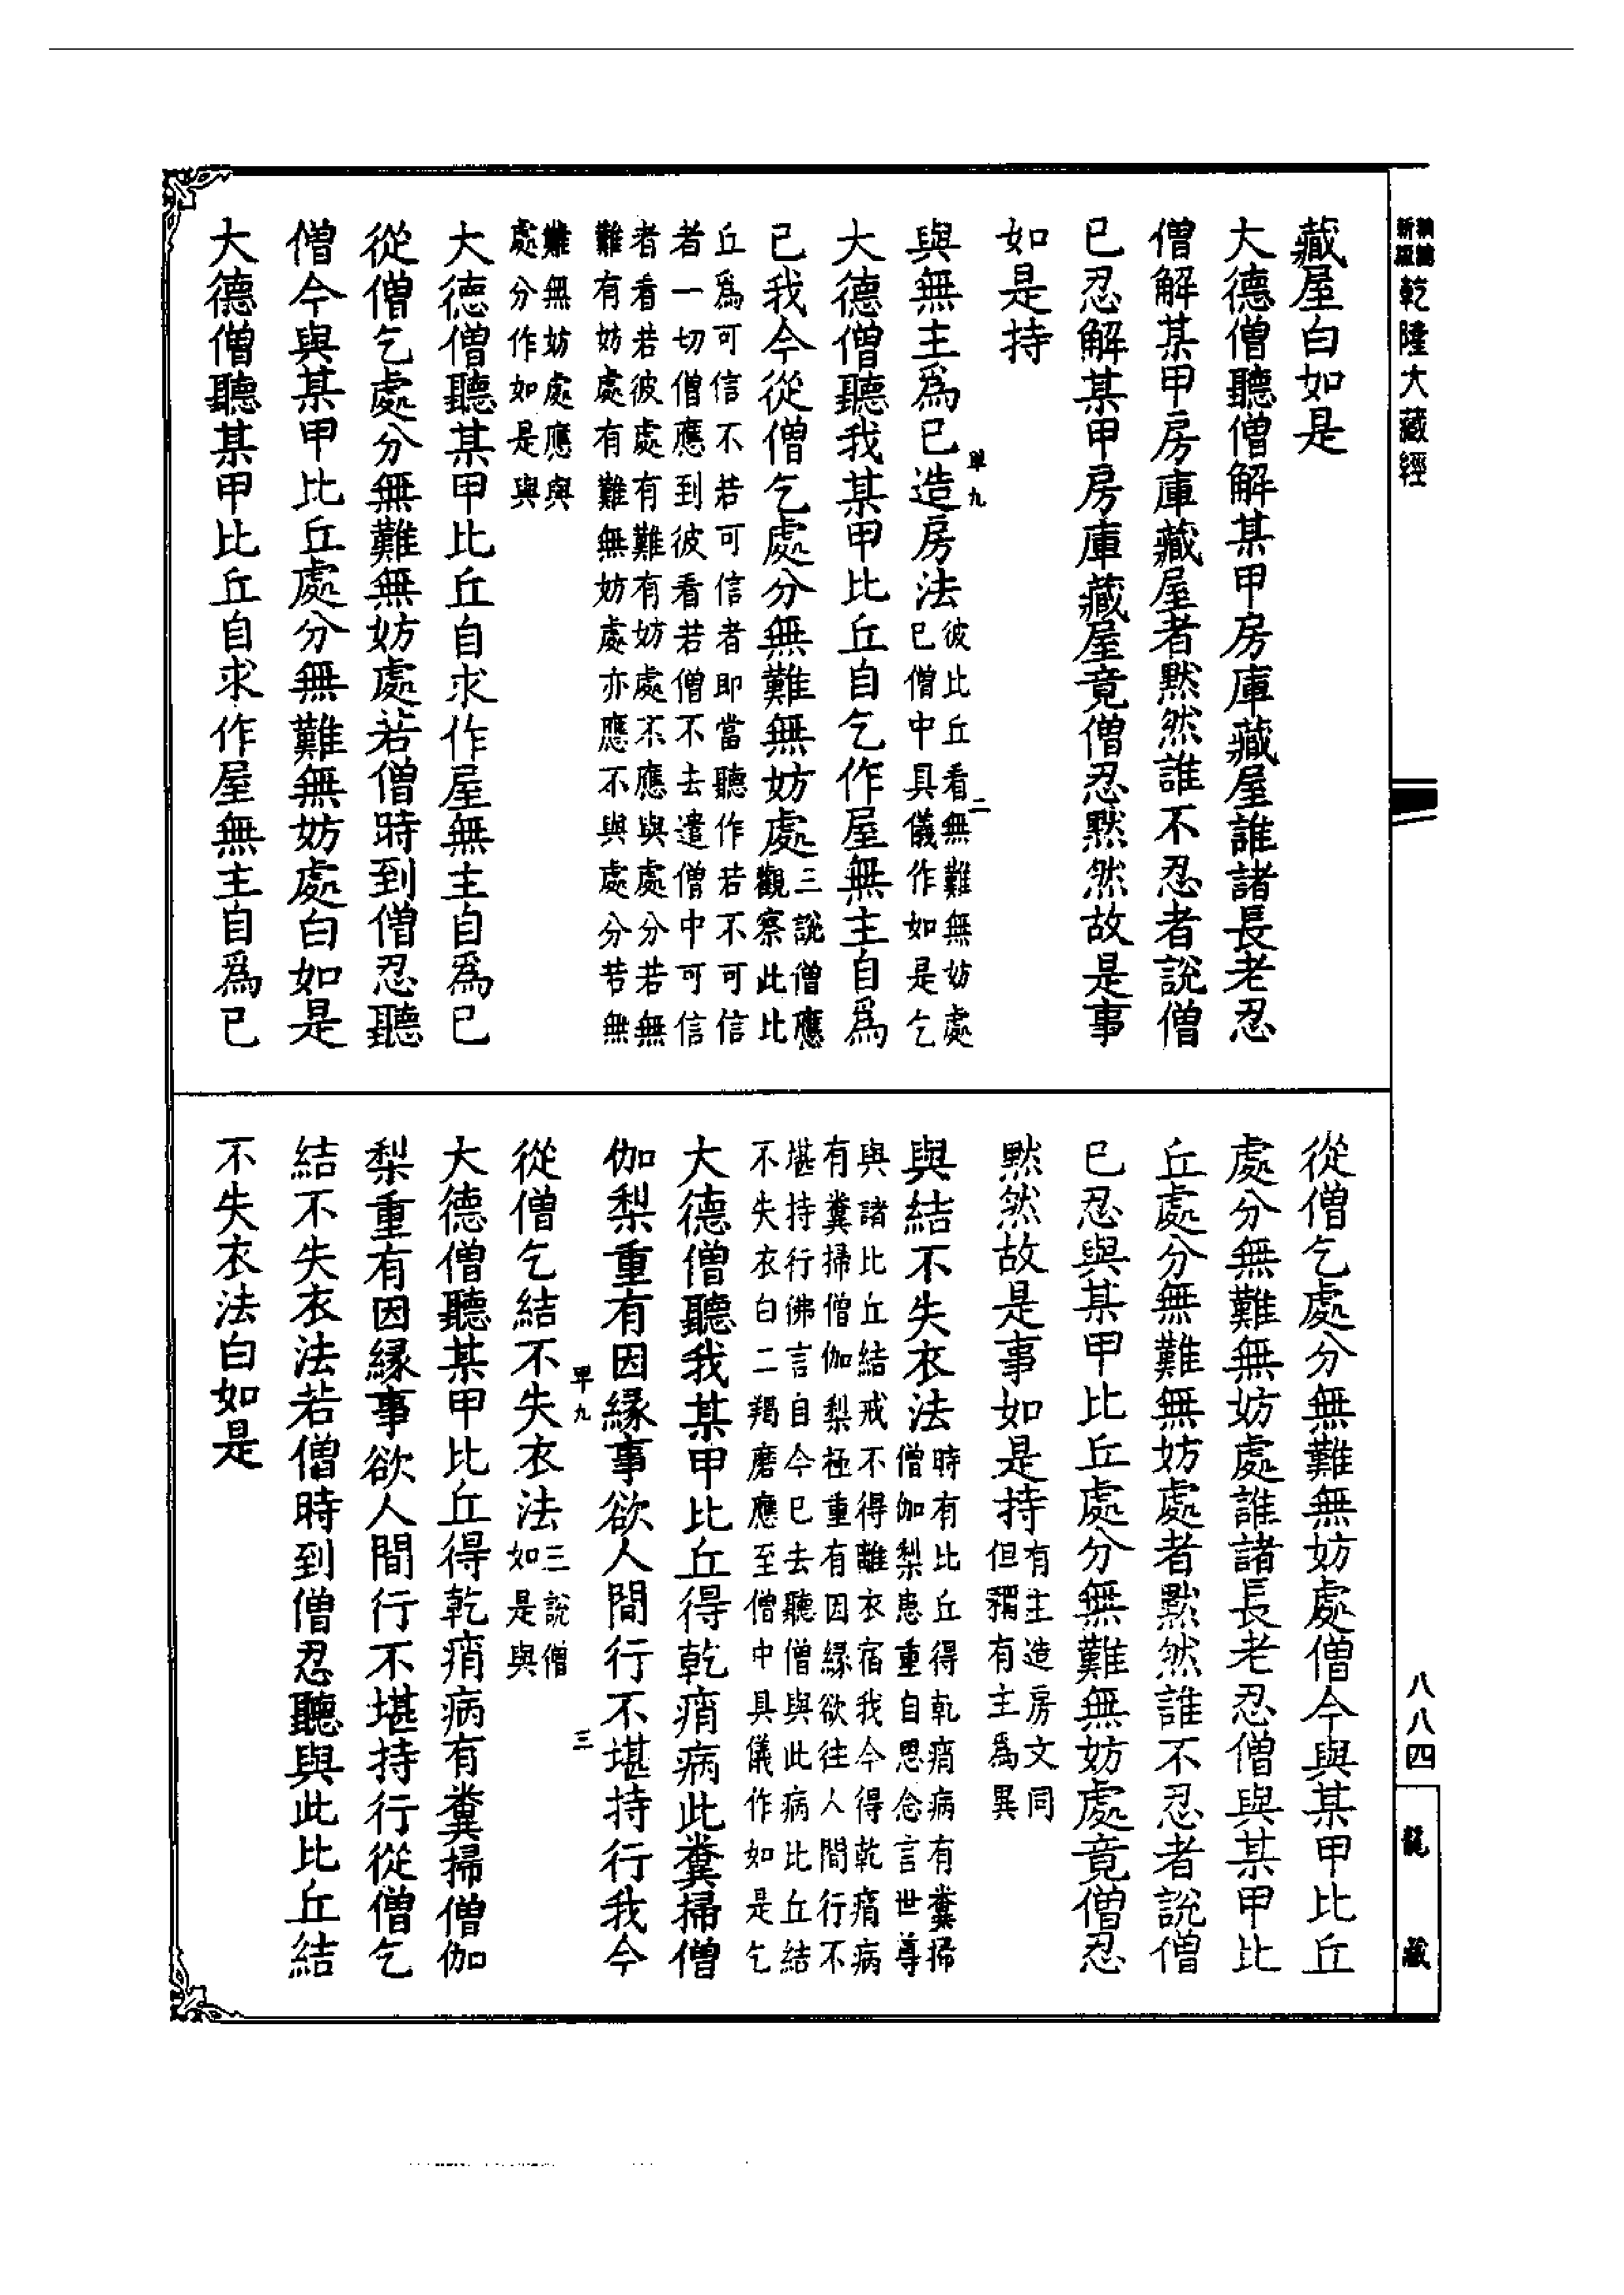 乾隆大藏經
藏屋白如是
大德僧聽僧解某甲房庫藏屋誰諸長老忍
僧解某甲房庫藏屋者默然誰不忍者說僧
已忍解某甲房庫藏屋竟僧忍默然故是事
如是持
單九
二
與無主爲已造房法
彼比丘看無難無妨處
已僧中具儀作如是乞
大德僧聽我某甲比丘自乞作屋無主自爲
已我今從僧乞處分無難無妨處
三說僧應
觀察此比
丘爲可信不若可信者即當聽作若不可信
者一切僧應到彼看若僧不去遣僧中可信
者看若彼處有難有妨處不應與處分若無
難有妨處有難無妨處亦應不與處分若無
難無妨處應與
處分作如是與
大德僧聽某甲比丘自求作屋無主自爲已
從僧乞處分無難無妨處若僧時到僧忍聽
僧今與某甲比丘處分無難無妨處白如是
大德僧聽某甲比丘自求作屋無主自爲已
從僧乞處分無難無妨處僧今與某甲比丘
處分無難無妨處誰諸長老忍僧與某甲比
丘處分無難無妨處者默然誰不忍者說僧
已忍與某甲比丘處分無難無妨處竟僧忍
默然故是事如是持
有主造房文同
但稱有主爲異
與結不失衣法
時有比丘得乾痟病有糞掃
僧伽梨患重自思念言世尊
與諸比丘結戒不得離衣宿我今得乾痟病
有糞掃僧伽梨極重有因緣欲往人間行不
堪持行佛言自今已去聽僧與此病比丘結
不失衣白二羯磨應至僧中具儀作如是乞
大德僧聽我某甲比丘得乾痟病此糞掃僧
伽梨重有因緣事欲人間行不堪持行我今
單九
三
從僧乞結不失衣法
三說僧
如是與
大德僧聽某甲比丘得乾痟病有糞掃僧伽
梨重有因緣事欲人間行不堪持行從僧乞
結不失衣法若僧時到僧忍聽與此比丘結
不失衣法白如是
八八四
龍藏